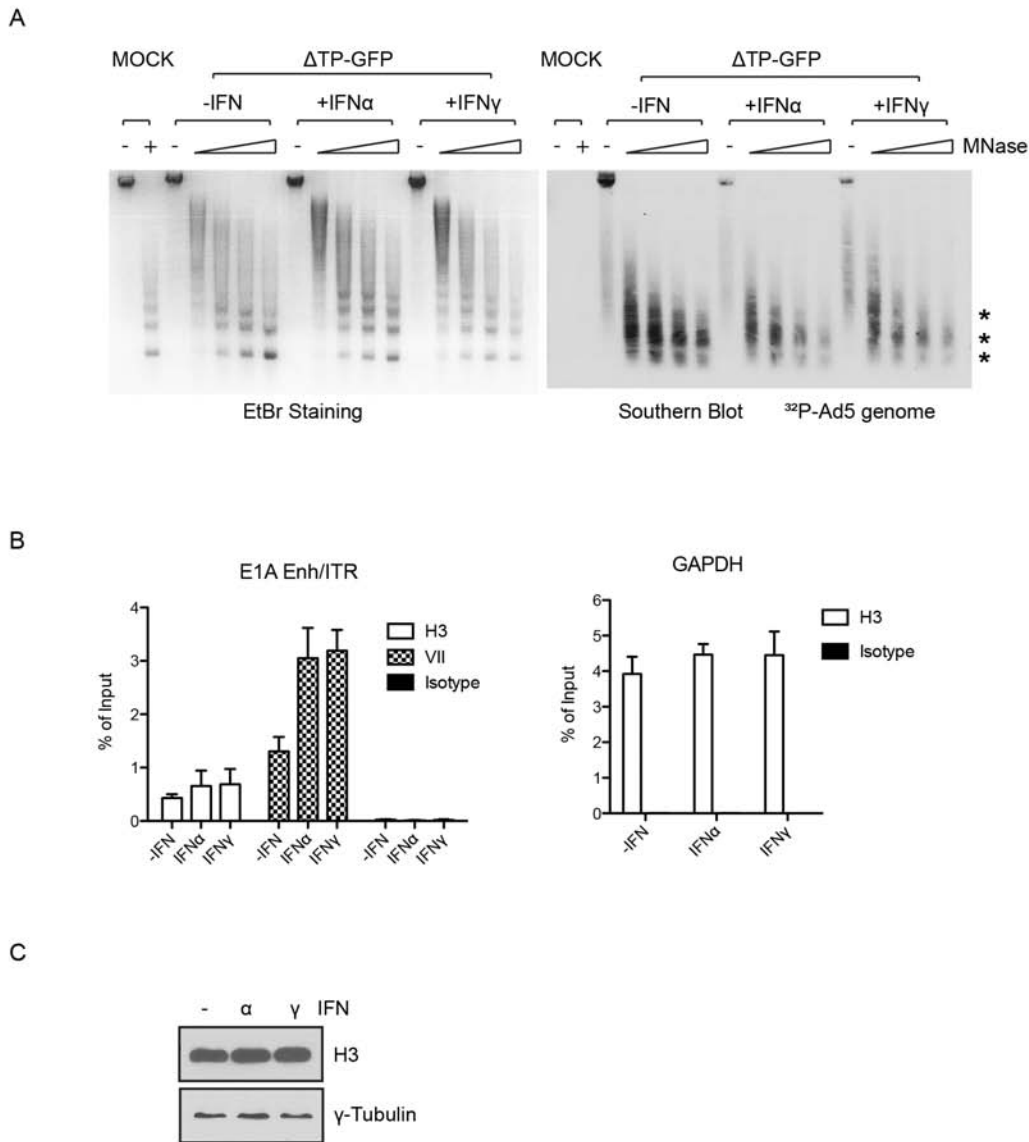 A
MOCK ΔTP-GFP MOCK ΔTP-GFP
-IFN +IFNα +IFNγ -IFN +IFNα +IFNγ
- + - - - - + - - - MNase
*
*
*
EtBr Staining Southern Blot ³²P-Ad5 genome
B
E1A Enh/ITR
% of Input
4
3
2
1
0
H3
VII
Isotype
-IFN IFNα IFNγ -IFN IFNα IFNγ -IFN IFNα IFNγ
GAPDH
% of Input
6
5
4
3
2
1
0
H3
Isotype
-IFN IFNα IFNγ
C
- α γ IFN
H3
γ-Tubulin